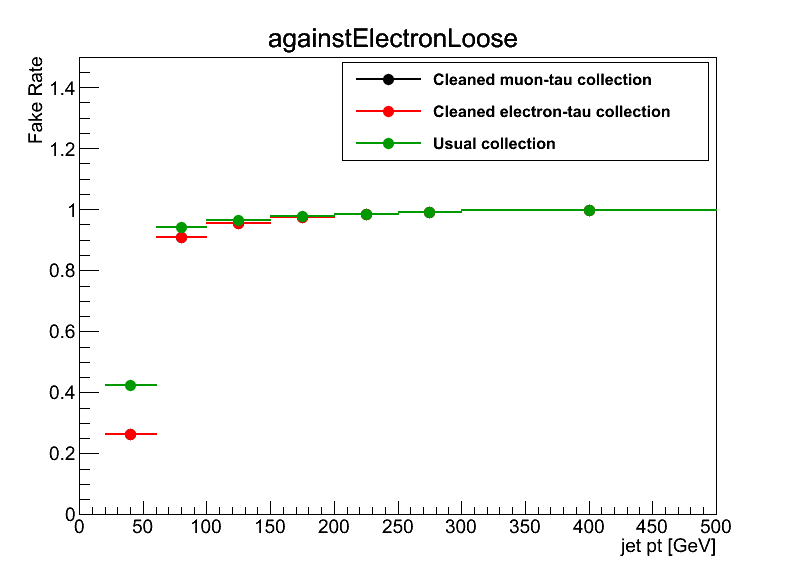 againstElectronLoose
Fake Rate
Cleaned muon-tau collection
Cleaned electron-tau collection
Usual collection
1.4
1.2
1
0.8
0.6
0.4
0.2
0
0 50 100 150 200 250 300 350 400 450 500
jet pt [GeV]